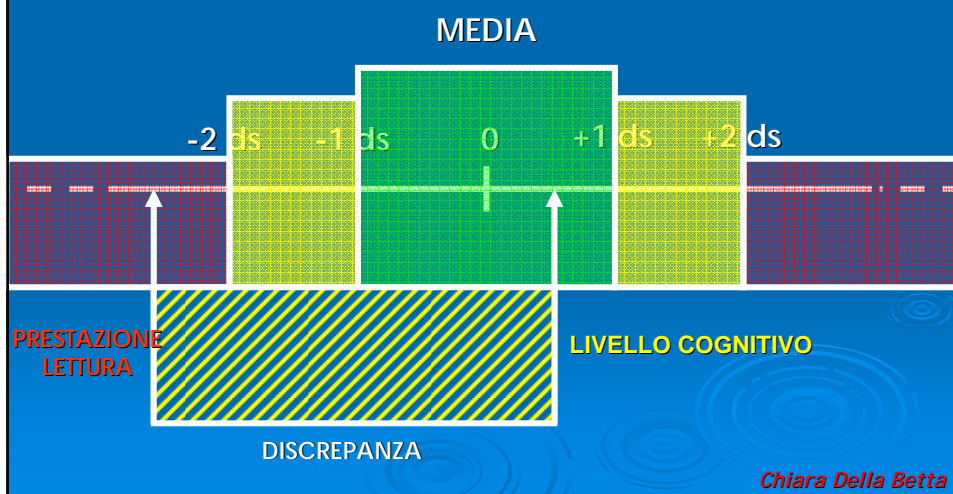 MEDIA
-2 ds -1 ds 0 +1 ds +2 ds
PRESTAZIONE
LETTURA
LIVELLO COGNITIVO
DISCREPANZA
Chiara Della Betta